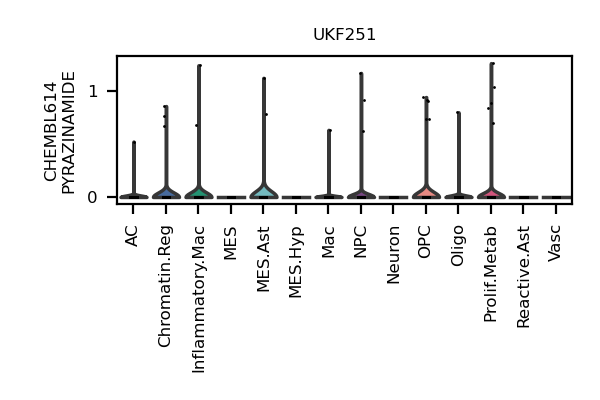 UKF251
CHEMBL614
PYRAZINAMIDE
1
0
AC
Chromatin.Reg
Inflammatory.Mac
MES
MES.Ast
MES.Hyp
Mac
NPC
Neuron
OPC
Oligo
Prolif.Metab
Reactive.Ast
Vasc